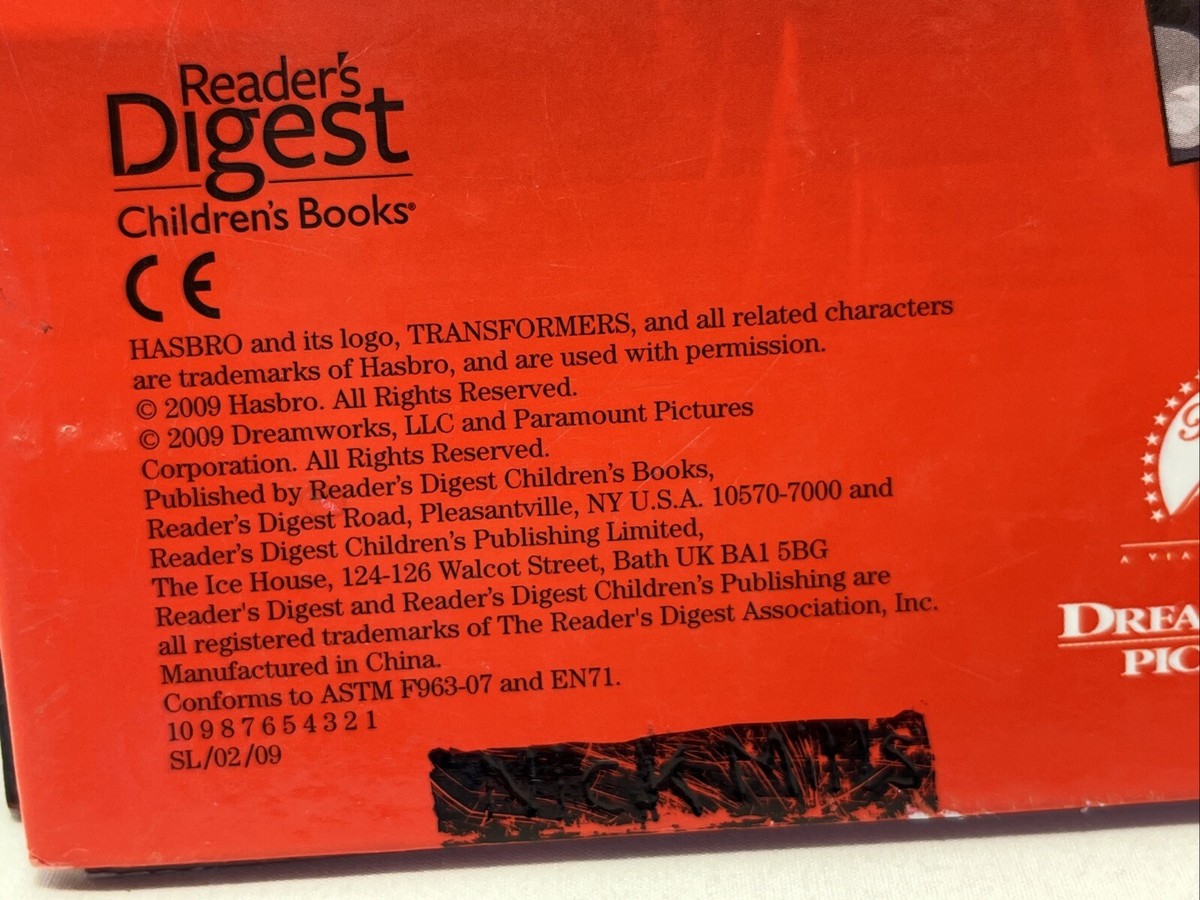 Reader's
Digest
Children's Books®
CE
HASBRO and its logo, TRANSFORMERS, and all related characters
are trademarks of Hasbro, and are used with permission.
© 2009 Hasbro. All Rights Reserved.
© 2009 Dreamworks, LLC and Paramount Pictures
Corporation. All Rights Reserved.
Published by Reader's Digest Children's Books,
Reader's Digest Road, Pleasantville, NY U.S.A. 10570-7000 and
Reader's Digest Children's Publishing Limited,
The Ice House, 124-126 Walcot Street, Bath UK BA1 5BG
Reader's Digest and Reader's Digest Children's Publishing are
all registered trademarks of The Reader's Digest Association, Inc.
Manufactured in China.
Conforms to ASTM F963-07 and EN71.
10 9 8 7 6 5 4 3 2 1
SL/02/09
A VIA
DREA
PIC